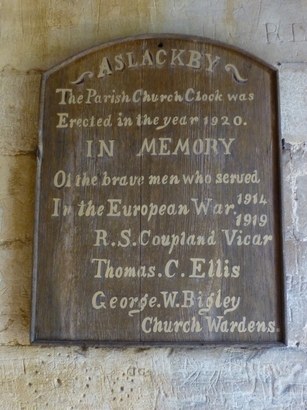 ASLACKBY
The Parish Church Clock was
Erected in the year 1920.
IN MEMORY
Of the brave men who served
In the European War. 1914
1919
R.S. Coupland Vicar
Thomas. C. Ellis
George. W. Bigley
Church Wardens.